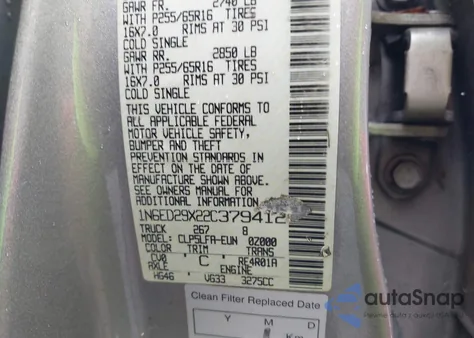 GAWR FR. 2740 LB
WITH P255/65R16 TIRES
16X7.0 RIMS AT 30 PSI
COLD SINGLE
GAWR RR. 2850 LB
WITH P255/65R16 TIRES
16X7.0 RIMS AT 30 PSI
COLD SINGLE
THIS VEHICLE CONFORMS TO
ALL APPLICABLE FEDERAL
MOTOR VEHICLE SAFETY,
BUMPER AND THEFT
PREVENTION STANDARDS IN
EFFECT ON THE DATE OF
MANUFACTURE SHOWN ABOVE.
SEE OWNERS MANUAL FOR
ADDITIONAL INFORMATION
1N6ED29X22C379412
TRUCK 267 8
MODEL: CLPSLFA-EUN 0Z000
COLOR TRIM TRANS
CV0 C RE4R01A
AXLE ENGINE
HG46 VG33 3275CC
Clean Filter Replaced Date
Y M D
Km
autaSnap